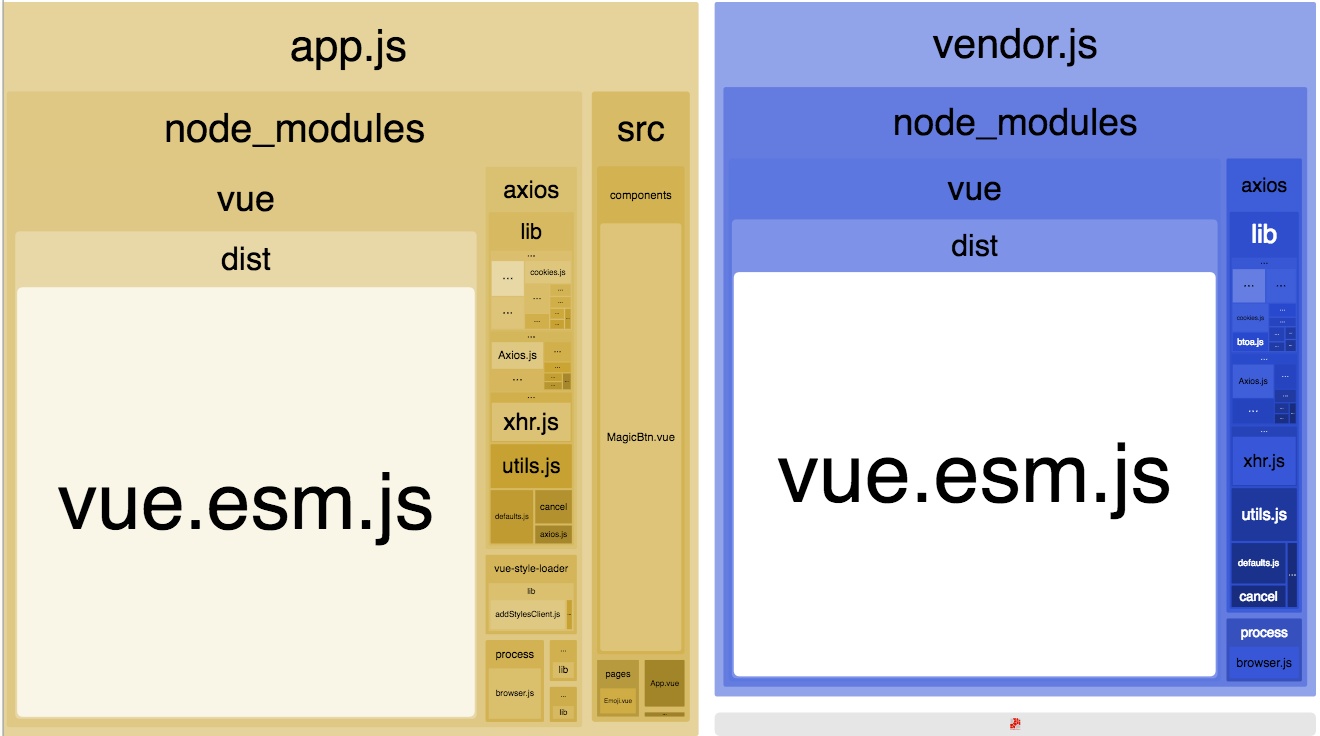 app.js
node_modules
vue
dist
vue.esm.js
axios
lib
...
...
cookies.js
...
...
...
...
...
...
...
Axios.js
...
...
...
...
...
xhr.js
utils.js
defaults.js
cancel
axios.js
vue-style-loader
lib
addStylesClient.js
process
browser.js
...
lib
...
lib
src
components
MagicBtn.vue
pages
Emoji.vue
App.vue
vendor.js
node_modules
vue
dist
vue.esm.js
axios
lib
...
...
...
cookies.js
...
...
btoa.js
...
Axios.js
...
...
...
...
xhr.js
utils.js
defaults.js
...
cancel
process
browser.js